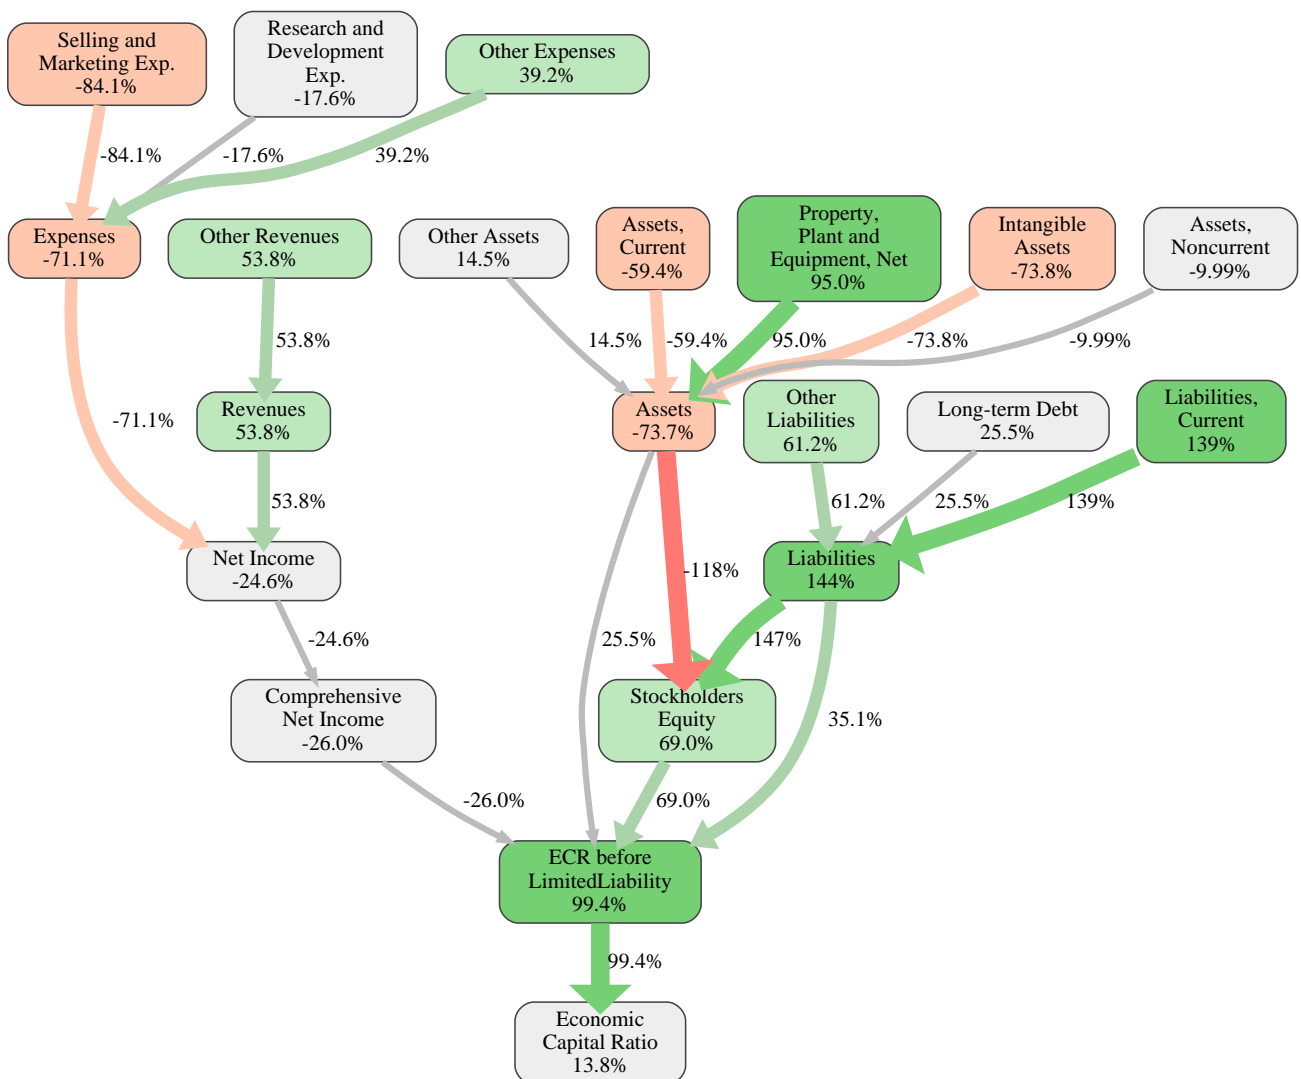 Selling and
Marketing Exp.
-84.1%
Research and
Development
Exp.
-17.6%
Other Expenses
39.2%
-84.1%
-17.6%
39.2%
Expenses
-71.1%
Other Revenues
53.8%
Other Assets
14.5%
Assets,
Current
-59.4%
Property,
Plant and
Equipment, Net
95.0%
Intangible
Assets
-73.8%
Assets,
Noncurrent
-9.99%
53.8%
14.5%
-59.4%
95.0%
-73.8%
-9.99%
-71.1%
Revenues
53.8%
Assets
-73.7%
Other
Liabilities
61.2%
Long-term Debt
25.5%
Liabilities,
Current
139%
53.8%
61.2%
25.5%
139%
Net Income
-24.6%
-118%
Liabilities
144%
-24.6%
25.5%
147%
Comprehensive
Net Income
-26.0%
Stockholders
Equity
69.0%
35.1%
-26.0%
69.0%
ECR before
LimitedLiability
99.4%
99.4%
Economic
Capital Ratio
13.8%